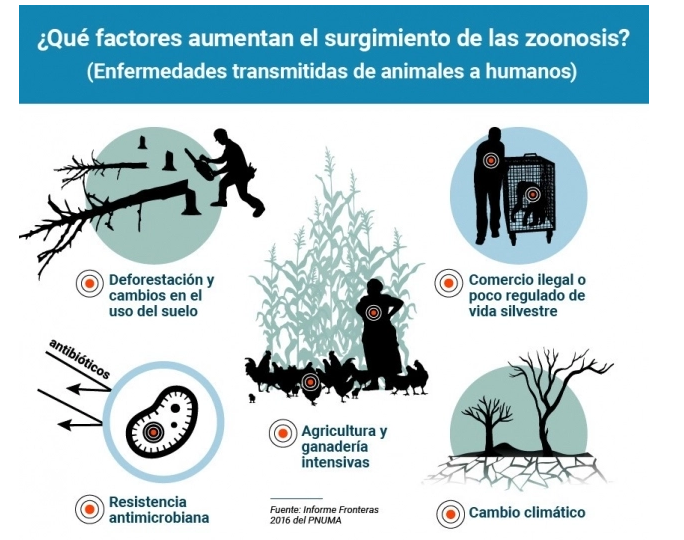 ¿Qué factores aumentan el surgimiento de las zoonosis?
(Enfermedades transmitidas de animales a humanos)
Deforestación y
cambios en el
uso del suelo
Comercio ilegal o
poco regulado de
vida silvestre
antibióticos
Agricultura y
ganadería
intensivas
Resistencia
antimicrobiana
Fuente: Informe Fronteras
2016 del PNUMA
Cambio climático